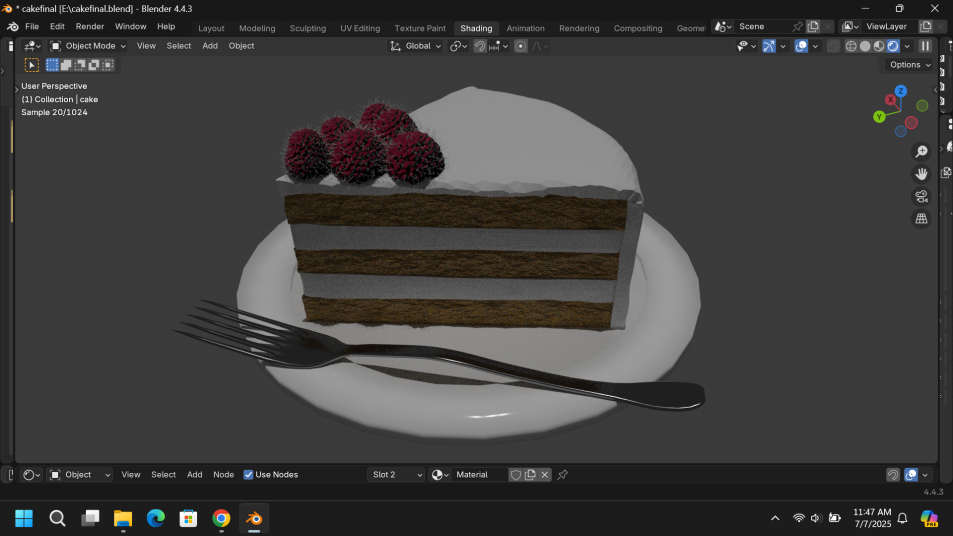 * cakefinal [E:\cakefinal.blend] - Blender 4.4.3
File Edit Render Window Help Layout Modeling Sculpting UV Editing Texture Paint Shading Animation Rendering Compositing Geome Scene ViewLayer
Object Mode View Select Add Object Global
Options
User Perspective
(1) Collection | cake
Sample 20/1024
Z
X
Y
Object View Select Add Node Use Nodes Slot 2 Material
4.4.3
11:47 AM
7/7/2025
PRE